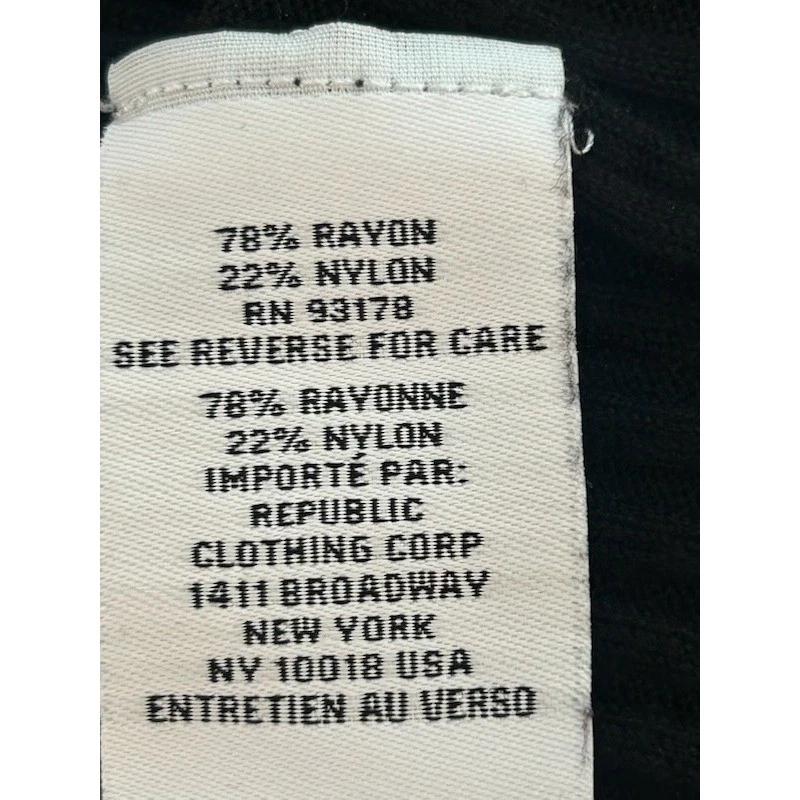 78% RAYON
22% NYLON
RN 93178
SEE REVERSE FOR CARE
78% RAYONNE
22% NYLON
IMPORTÉ PAR:
REPUBLIC
CLOTHING CORP
1411 BROADWAY
NEW YORK
NY 10018 USA
ENTRETIEN AU VERSO